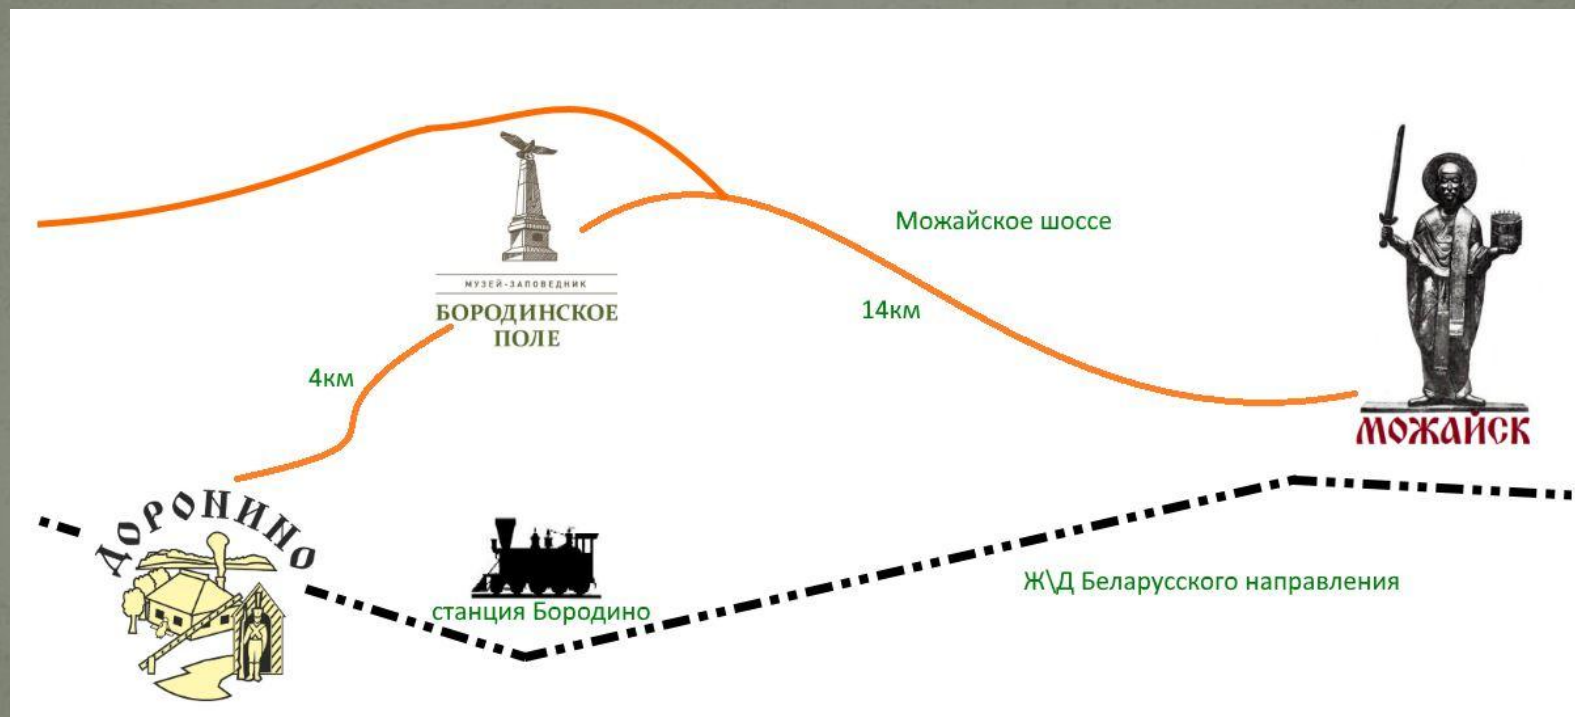 Можайское шоссе
МУЗЕЙ-ЗАПОВЕДНИК
БОРОДИНСКОЕ
ПОЛЕ
14км
4км
МОЖАЙСК
ДОРОНИНО
станция Бородино
Ж\Д Беларусского направления